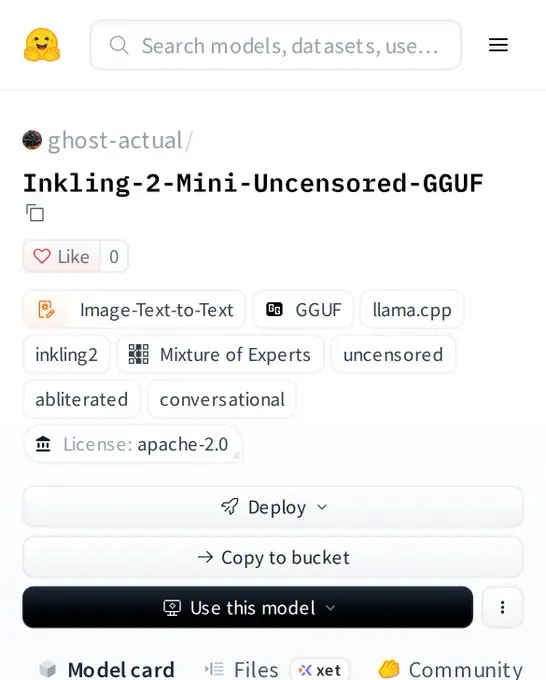 Search models, datasets, use...
ghost-actual/
Inkling-2-Mini-Uncensored-GGUF
Like 0
Image-Text-to-Text GGUF llama.cpp
inkling2 Mixture of Experts uncensored
abliterated conversational
License: apache-2.0
Deploy
Copy to bucket
Use this model
Model card Files xet Community